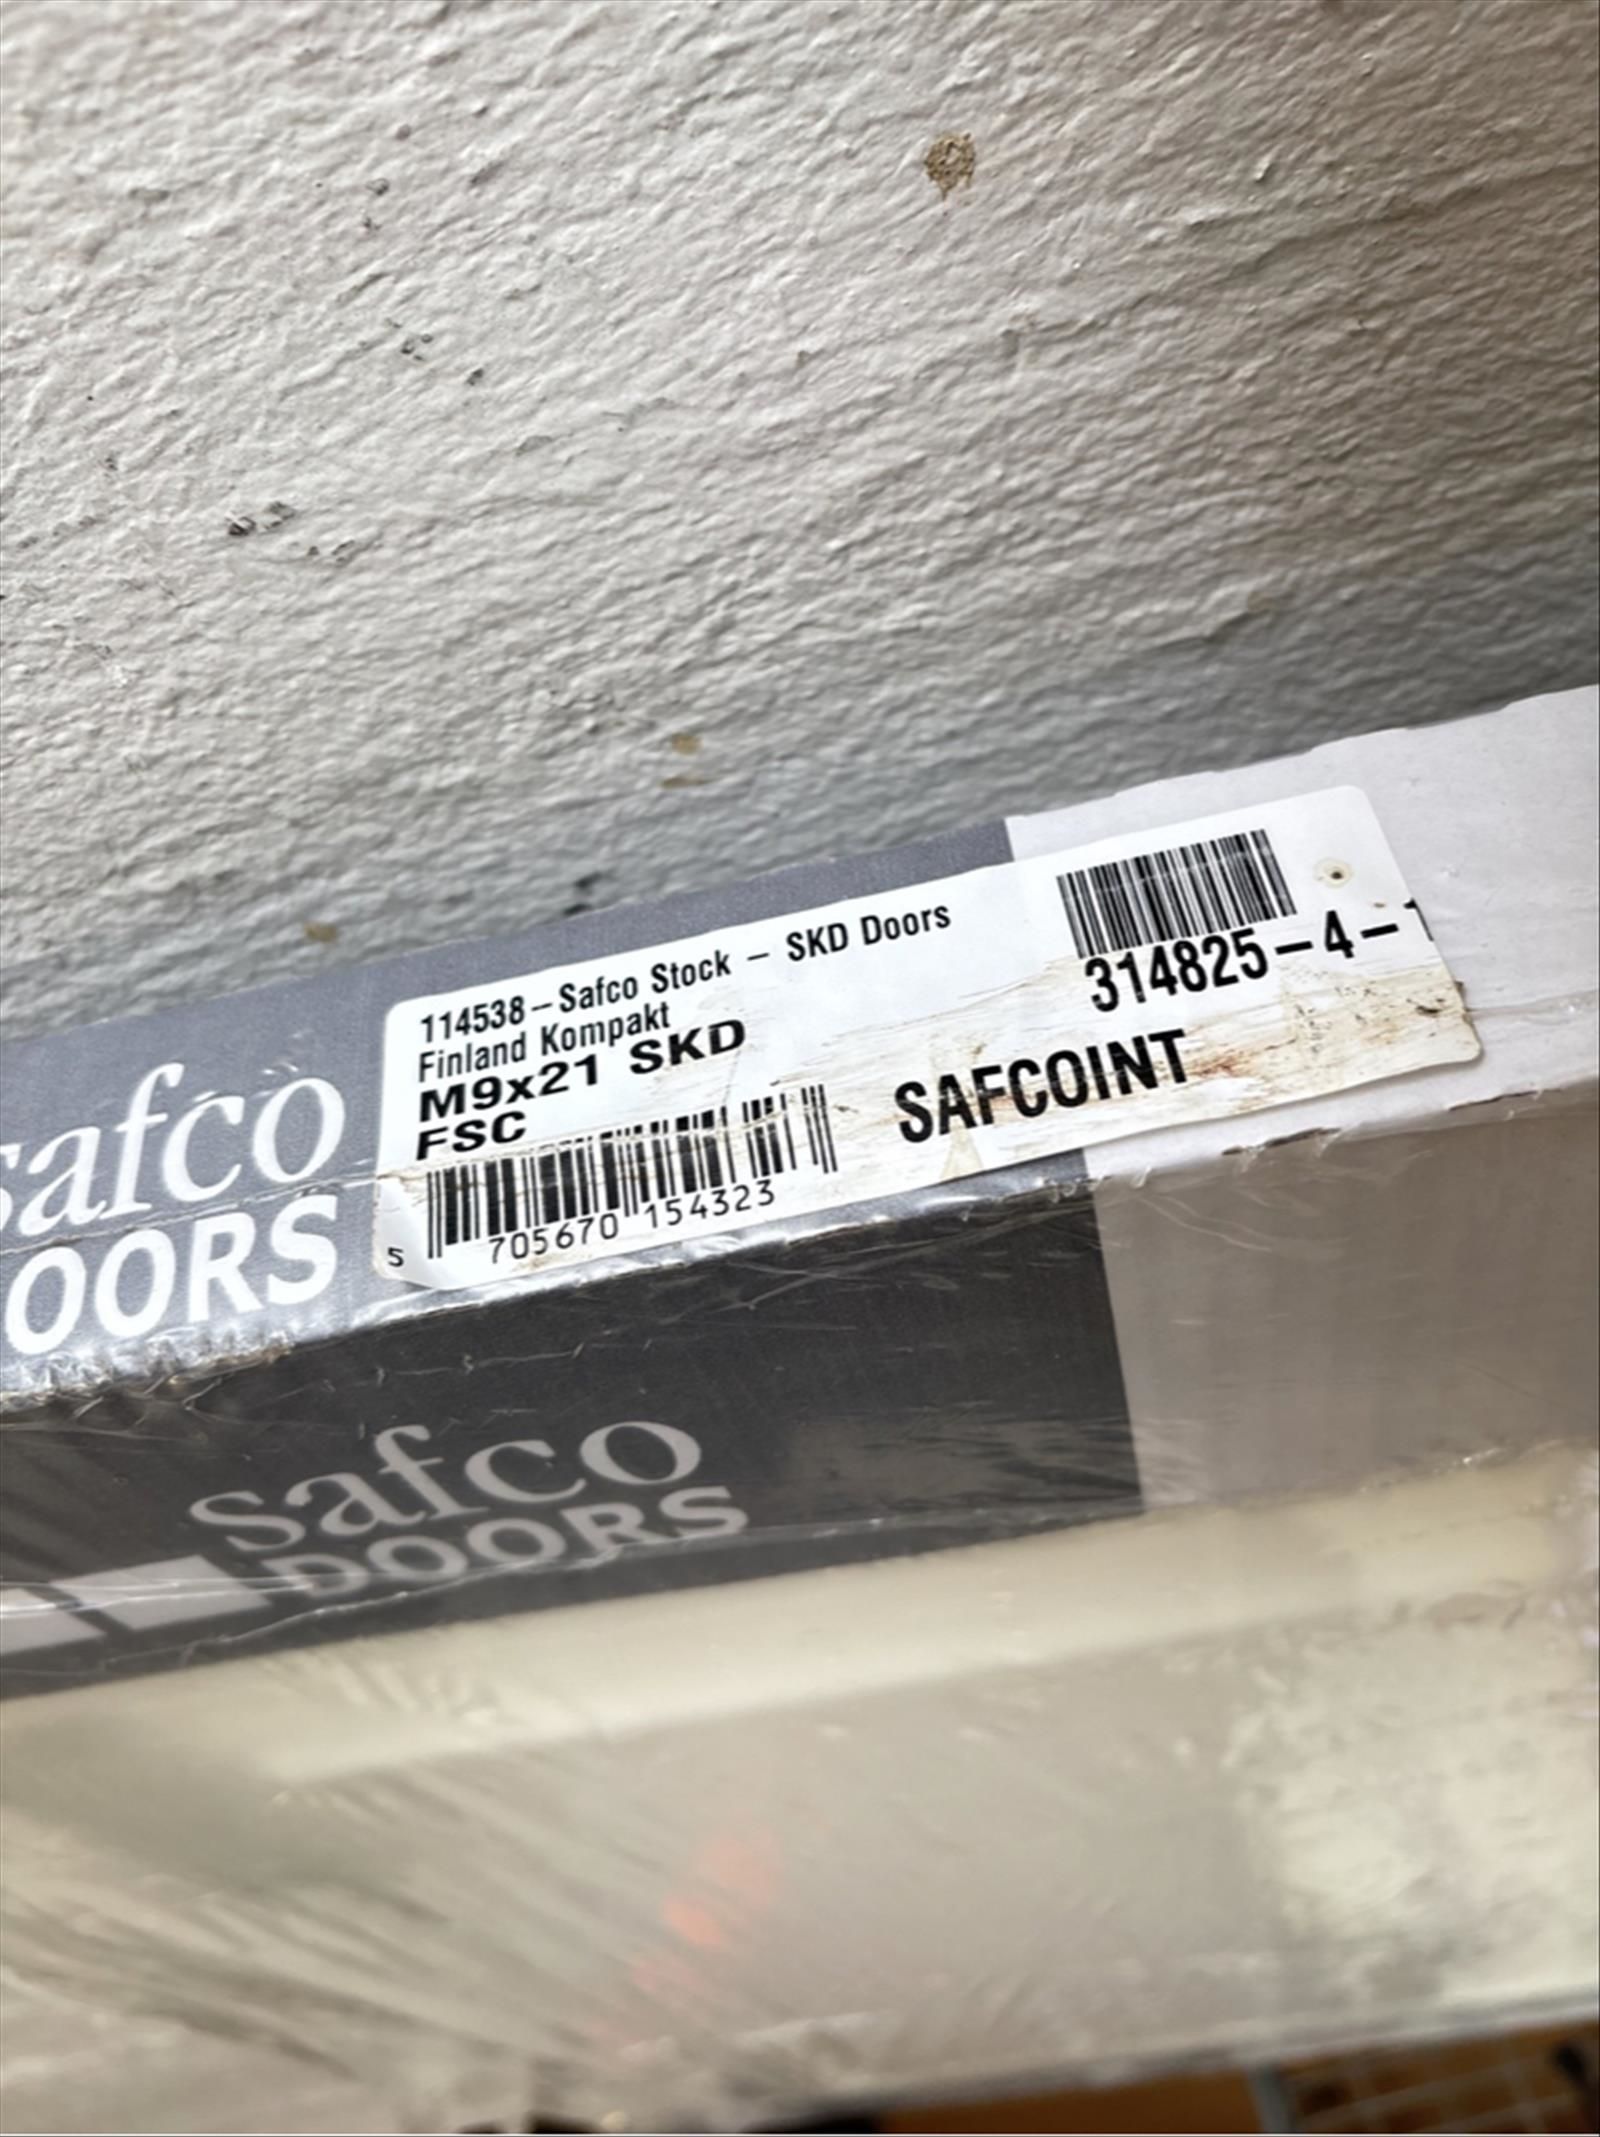 114538 – Safco Stock – SKD Doors
Finland Kompakt
M9x21 SKD
FSC
5 705670 154323
314825-4-
SAFCOINT
safco
OORS
safco
DOORS